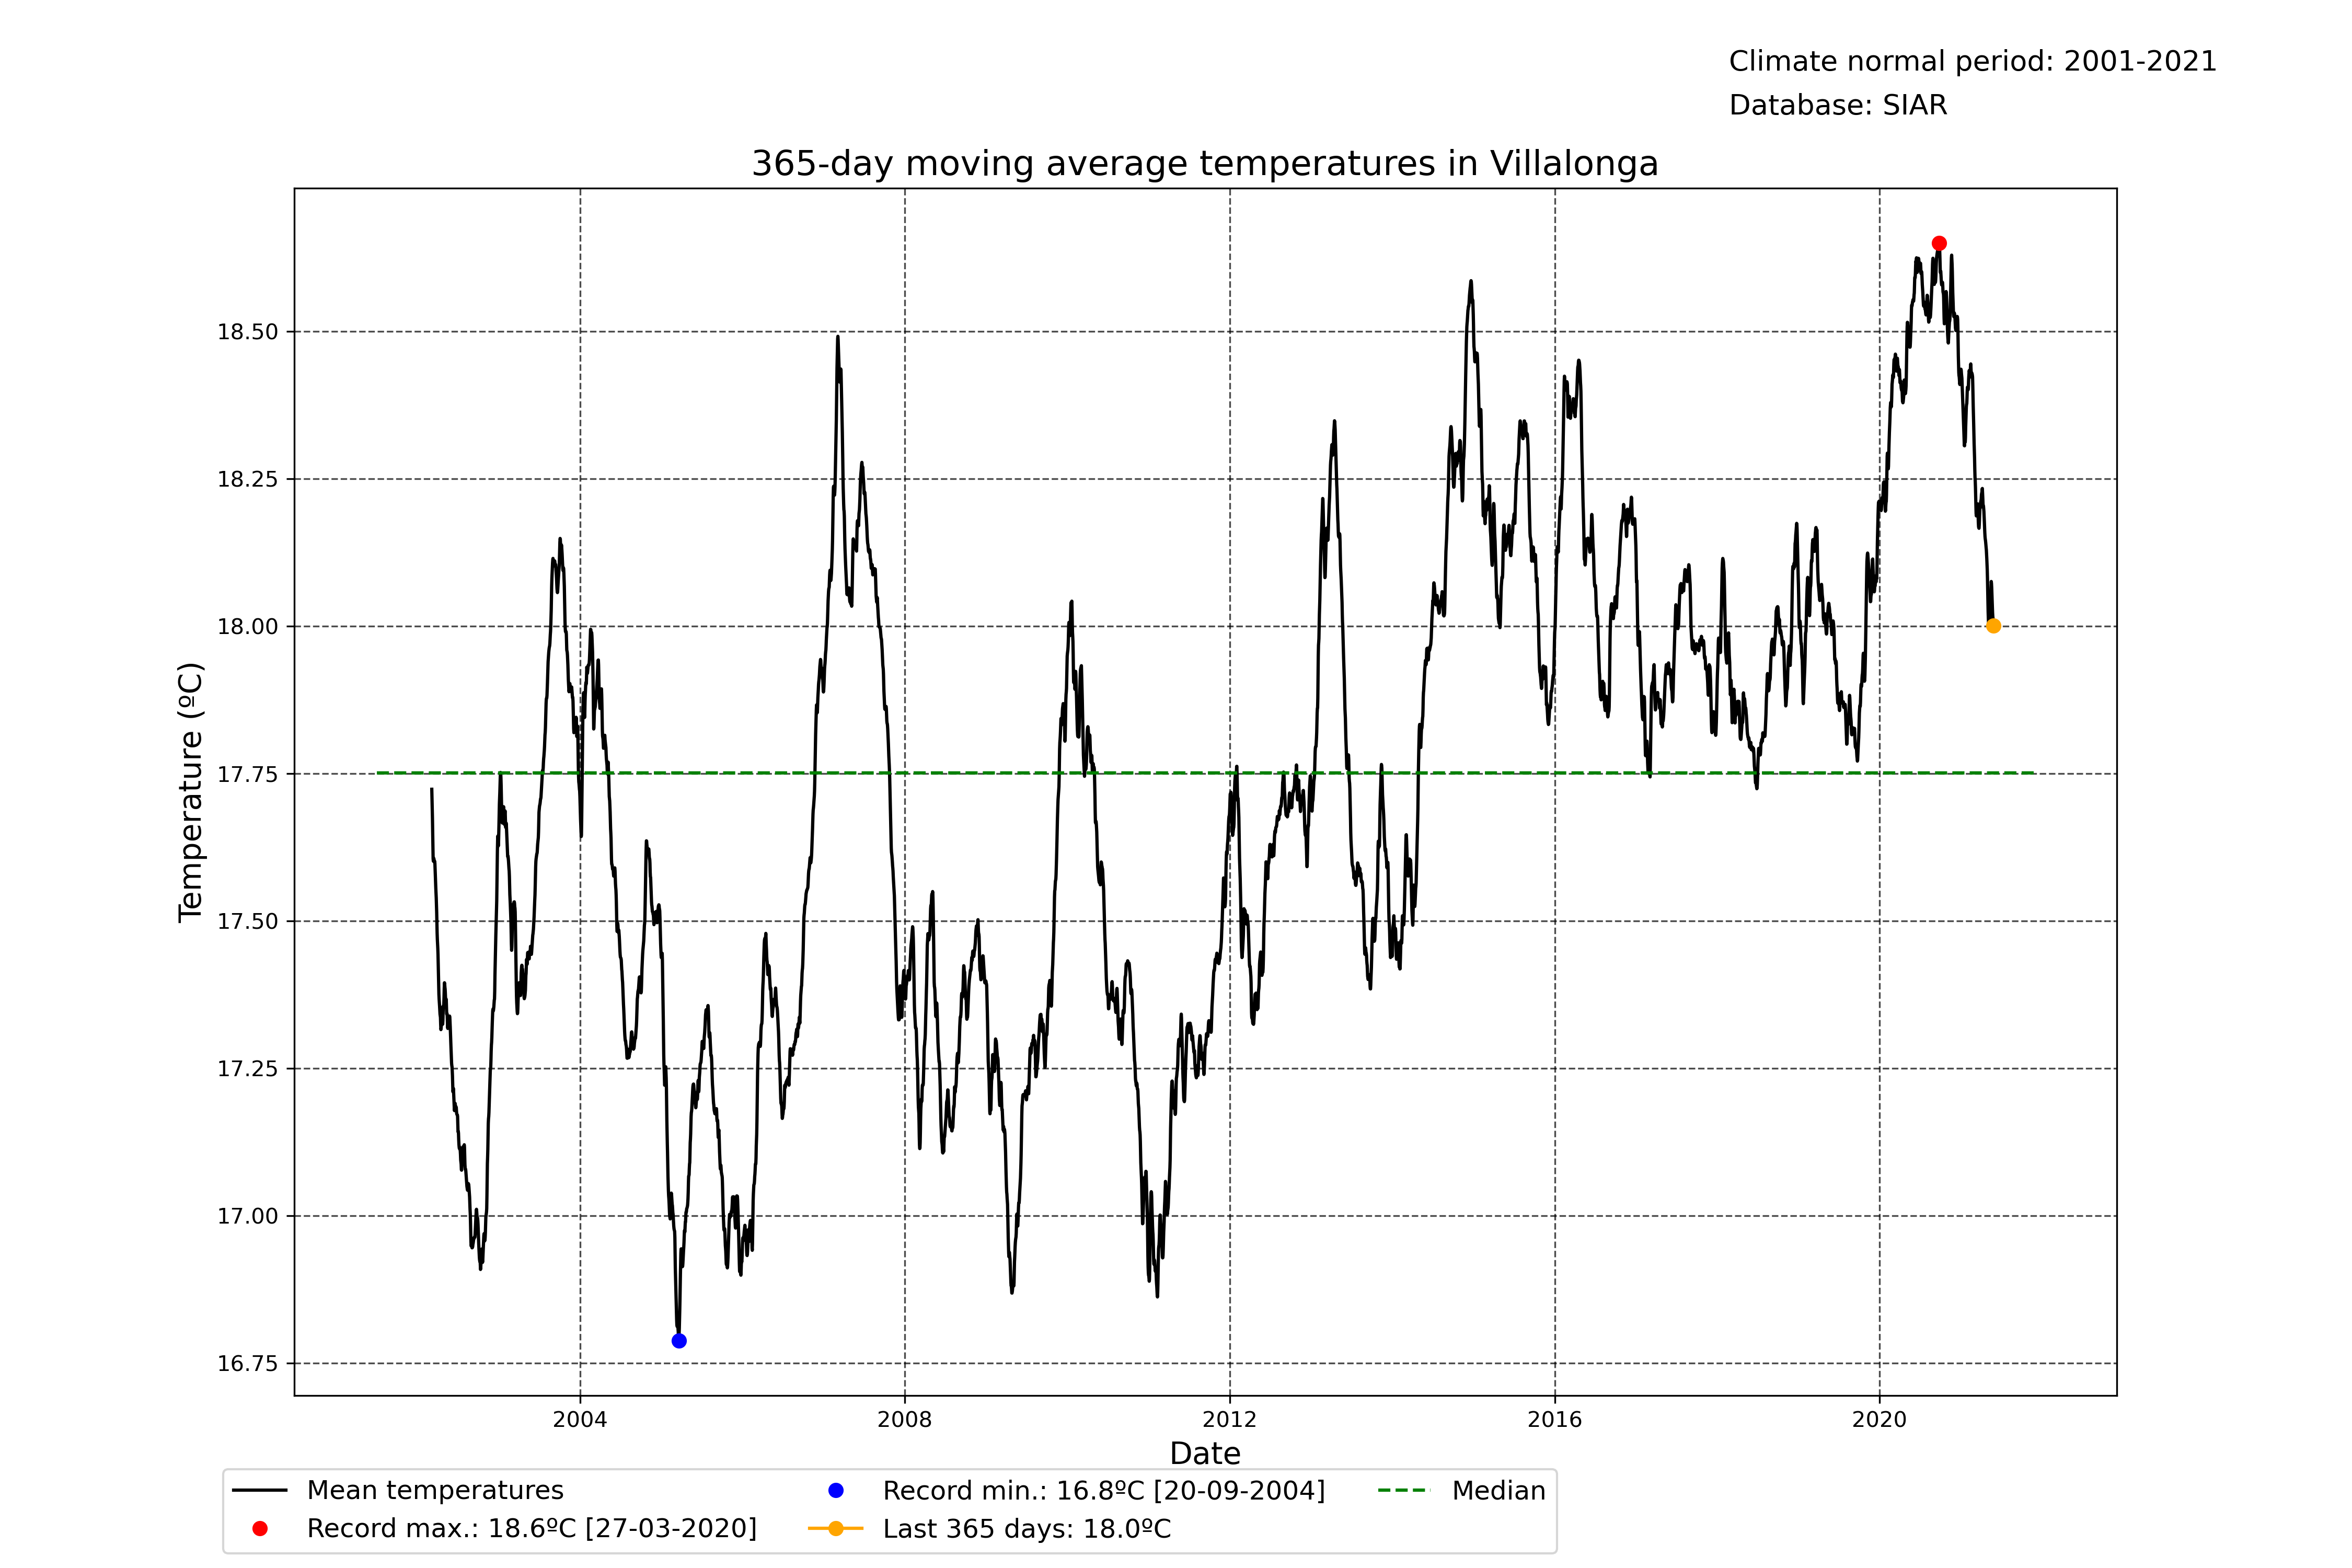 Climate normal period: 2001-2021
Database: SIAR
365-day moving average temperatures in Villalonga
Temperature (ºC)
18.50
18.25
18.00
17.75
17.50
17.25
17.00
16.75
2004
2008
2012
2016
2020
Date
Mean temperatures
Record max.: 18.6ºC [27-03-2020]
Record min.: 16.8ºC [20-09-2004]
Last 365 days: 18.0ºC
Median